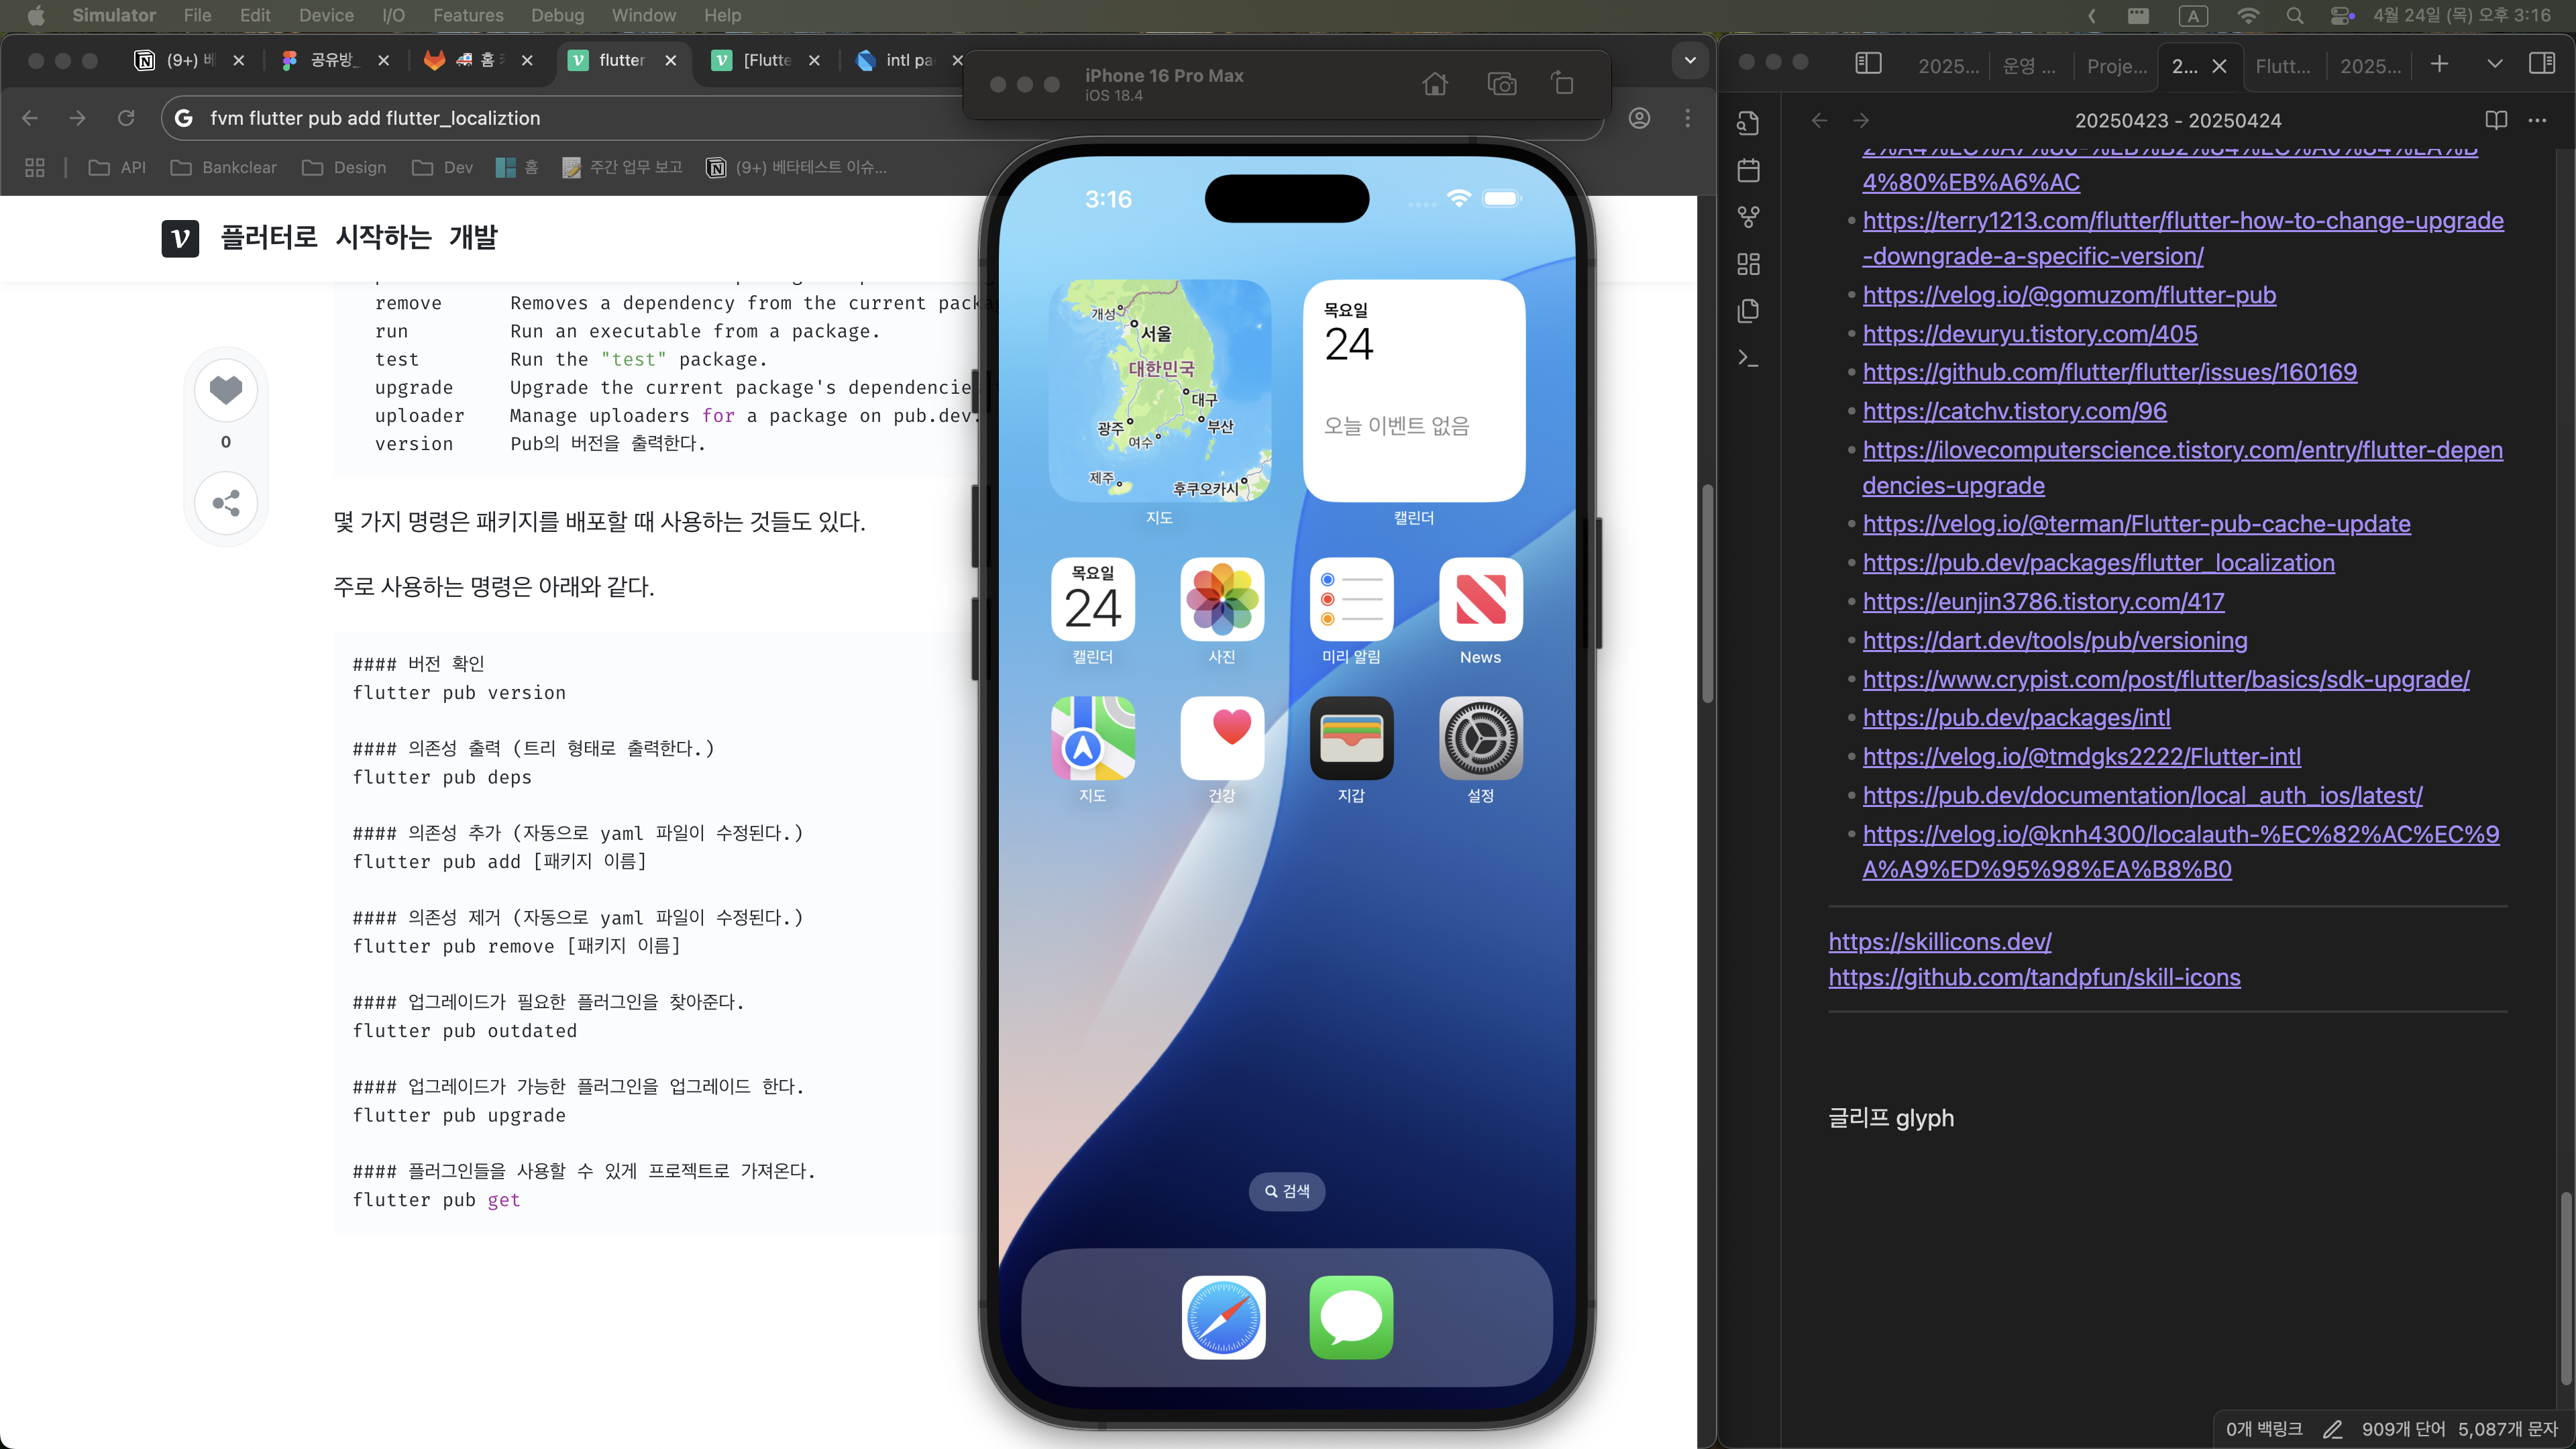 Simulator File Edit Device I/O Features Debug Window Help
A
4월 24일 (목) 오후 3:16
(9+) 베
공유방_
홈
flutter
[Flutte
intl pa
fvm flutter pub add flutter_localiztion
API
Bankclear
Design
Dev
홈
주간 업무 보고
(9+) 베타테스트 이슈...
v 플러터로 시작하는 개발
remove Removes a dependency from the current packa
run Run an executable from a package.
test Run the "test" package.
upgrade Upgrade the current package's dependencie
uploader Manage uploaders for a package on pub.dev.
version Pub의 버전을 출력한다.
0
몇 가지 명령은 패키지를 배포할 때 사용하는 것들도 있다.
주로 사용하는 명령은 아래와 같다.
#### 버전 확인
flutter pub version
#### 의존성 출력 (트리 형태로 출력한다.)
flutter pub deps
#### 의존성 추가 (자동으로 yaml 파일이 수정된다.)
flutter pub add [패키지 이름]
#### 의존성 제거 (자동으로 yaml 파일이 수정된다.)
flutter pub remove [패키지 이름]
#### 업그레이드가 필요한 플러그인을 찾아준다.
flutter pub outdated
#### 업그레이드가 가능한 플러그인을 업그레이드 한다.
flutter pub upgrade
#### 플러그인들을 사용할 수 있게 프로젝트로 가져온다.
flutter pub get
iPhone 16 Pro Max
iOS 18.4
3:16
개성
서울
대한민국
대구
광주
부산
여수
제주
후쿠오카시
지도
목요일
24
오늘 이벤트 없음
캘린더
목요일
24
캘린더
사진
미리 알림
News
지도
건강
지갑
설정
검색
2025...
운영 ...
Proje...
2...
Flutt...
2025...
20250423 - 20250424
2%A4%EC%A7%80-%EB%B2%84%EC%A0%84%EA%B
4%80%EB%A6%AC
https://terry1213.com/flutter/flutter-how-to-change-upgrade
-downgrade-a-specific-version/
https://velog.io/@gomuzom/flutter-pub
https://devuryu.tistory.com/405
https://github.com/flutter/flutter/issues/160169
https://catchv.tistory.com/96
https://ilovecomputerscience.tistory.com/entry/flutter-depen
dencies-upgrade
https://velog.io/@terman/Flutter-pub-cache-update
https://pub.dev/packages/flutter_localization
https://eunjin3786.tistory.com/417
https://dart.dev/tools/pub/versioning
https://www.crypist.com/post/flutter/basics/sdk-upgrade/
https://pub.dev/packages/intl
https://velog.io/@tmdgks2222/Flutter-intl
https://pub.dev/documentation/local_auth_ios/latest/
https://velog.io/@knh4300/localauth-%EC%82%AC%EC%9
A%A9%ED%95%98%EA%B8%B0
https://skillicons.dev/
https://github.com/tandpfun/skill-icons
글리프 glyph
0개 백링크 909개 단어 5,087개 문자